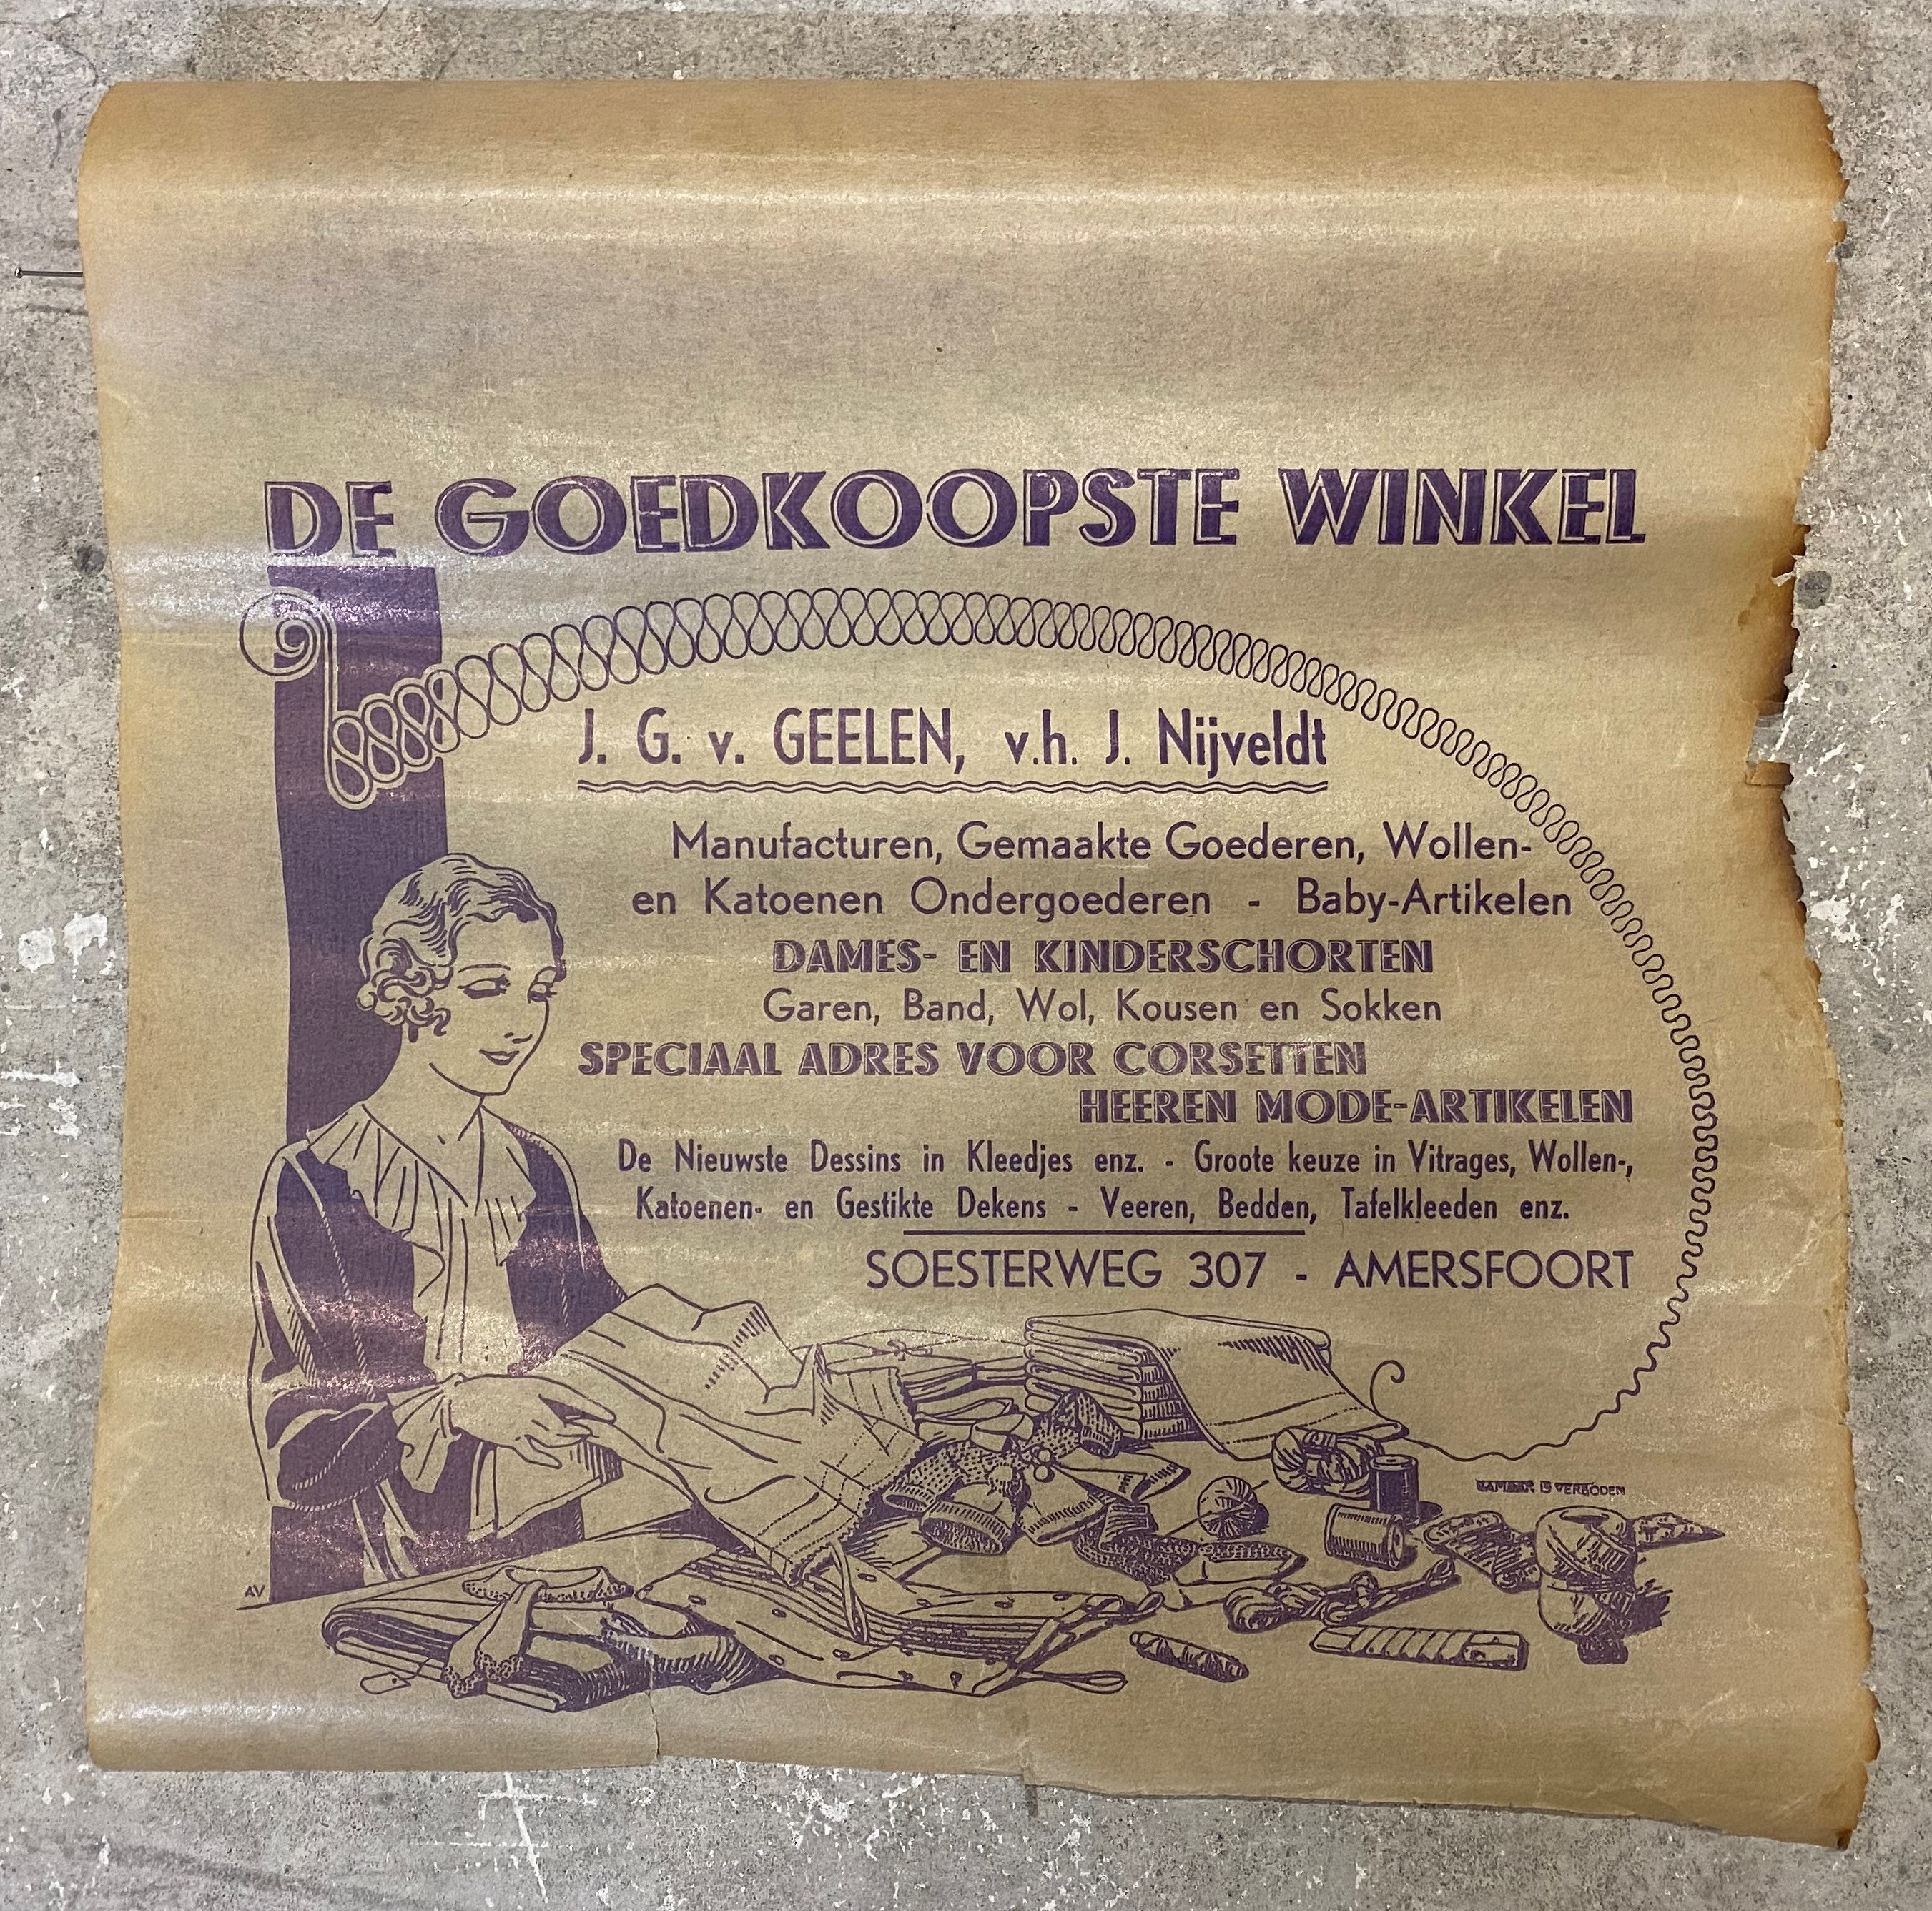 DE GOEDKOOPSTE WINKEL
J. G. v. GEELEN, v.h. J. Nijveldt
Manufacturen, Gemaakte Goederen, Wollen-
en Katoenen Ondergoederen - Baby-Artikelen
DAMES- EN KINDERSCHORTEN
Garen, Band, Wol, Kousen en Sokken
SPECIAAL ADRES VOOR CORSETTEN
HEEREN MODE-ARTIKELEN
De Nieuwste Dessins in Kleedjes enz. - Groote keuze in Vitrages, Wollen-,
Katoenen- en Gestikte Dekens - Veeren, Bedden, Tafelkleeden enz.
SOESTERWEG 307 - AMERSFOORT
IS VERBODEN
AV